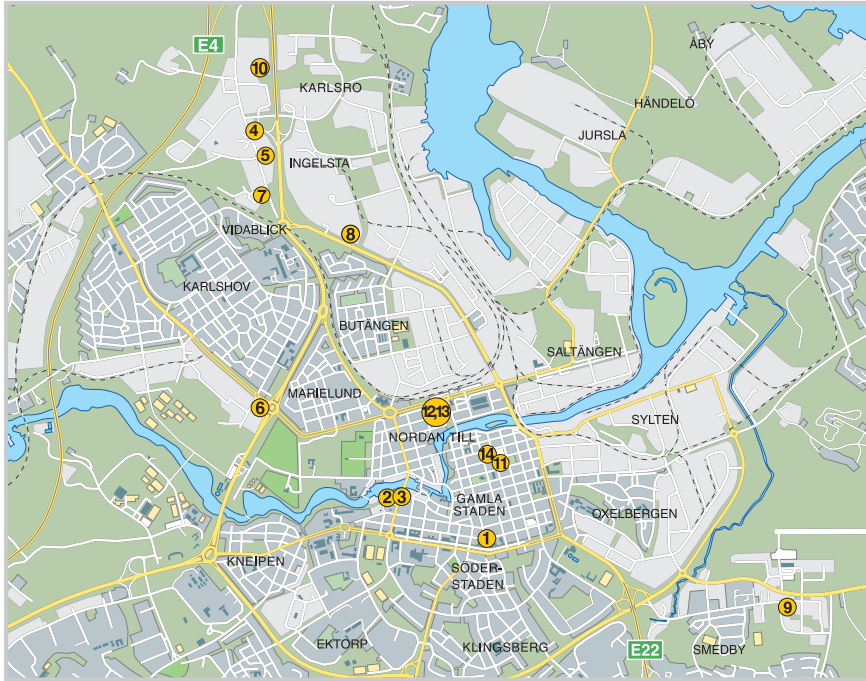 ÅBY
E4
10
KARLSRO
HÄNDELÖ
4
JURSLA
5
INGELSTA
7
VIDABLICK
8
KARLSHOV
BUTÄNGEN
SALTÄNGEN
MARIELUND
6
12,13
SYLTEN
NORDAN TILL
14
11
2
3
GAMLA
STADEN
OXELBERGEN
1
KNEIPEN
SÖDER-
STADEN
9
EKTORP
KLINGSBERG
E22
SMEDBY